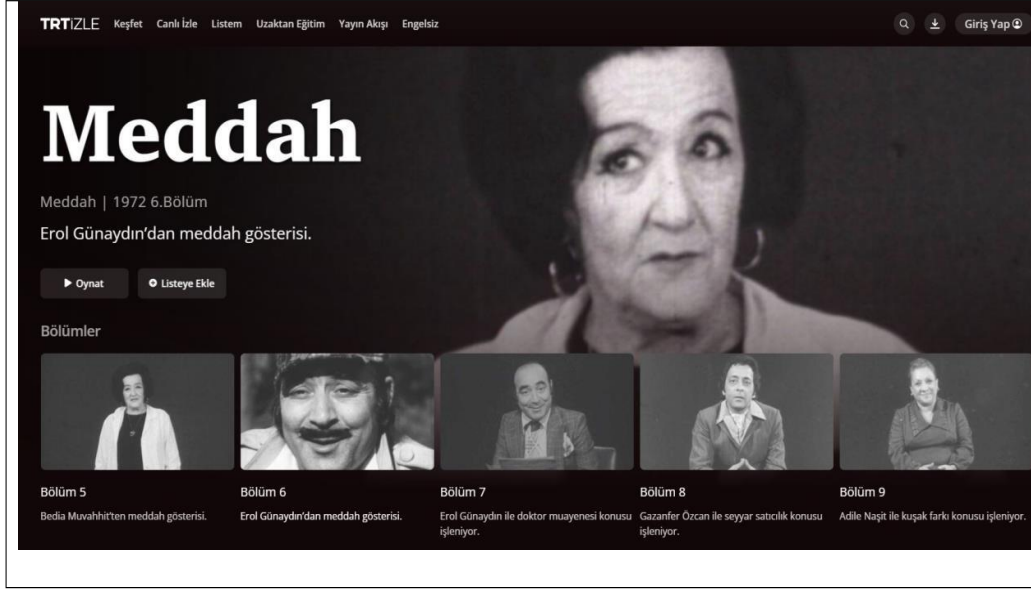 TRTİZLE Keşfet Canlı İzle Listem Uzaktan Eğitim Yayın Akışı Engelsiz Giriş Yap
Meddah
Meddah | 1972 6.Bölüm
Erol Günaydın’dan meddah gösterisi.
Oynat Listeye Ekle
Bölümler
Bölüm 5
Bedia Muvahhit’ten meddah gösterisi.
Bölüm 6
Erol Günaydın’dan meddah gösterisi.
Bölüm 7
Erol Günaydın ile doktor muayenesi konusu
işleniyor.
Bölüm 8
Gazanfer Özcan ile seyyar satıcılık konusu
işleniyor.
Bölüm 9
Adile Naşit ile kuşak farkı konusu işleniyor.